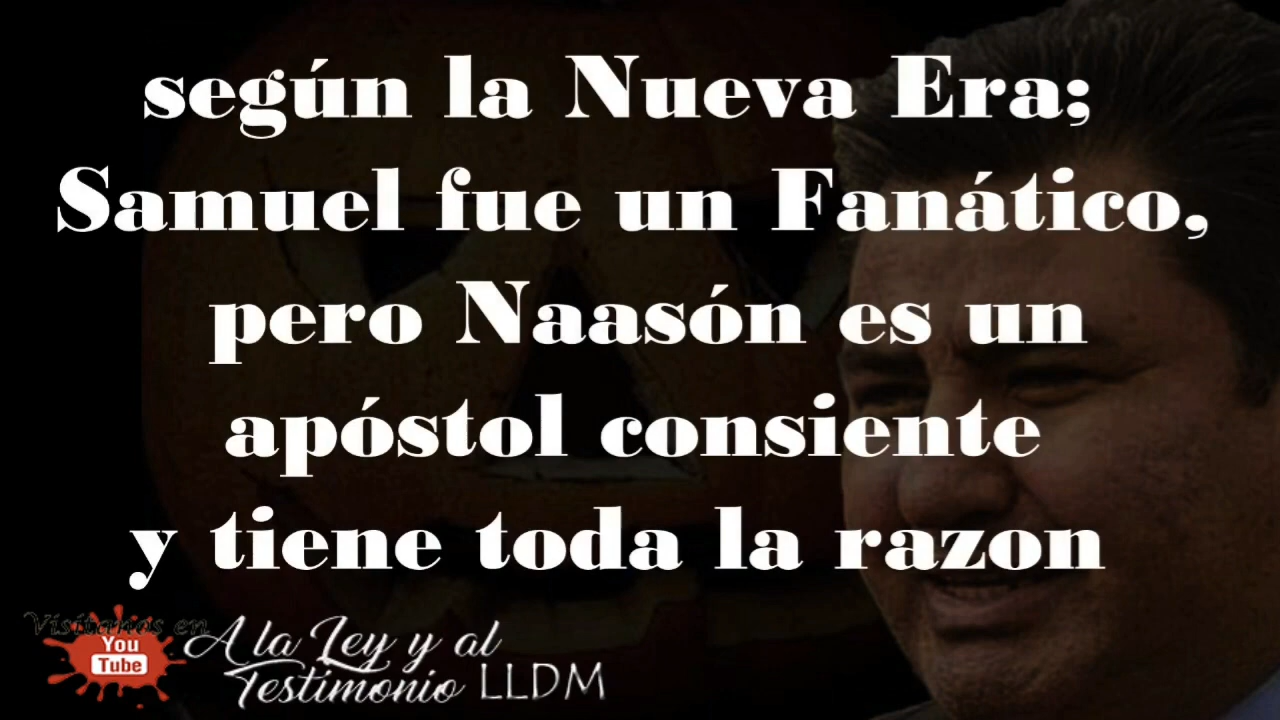 según la Nueva Era;
Samuel fue un Fanático,
pero Naasón es un
apóstol consiente
y tiene toda la razon
Visítanos en
You
Tube
A la Ley y al
Testimonio LLDM